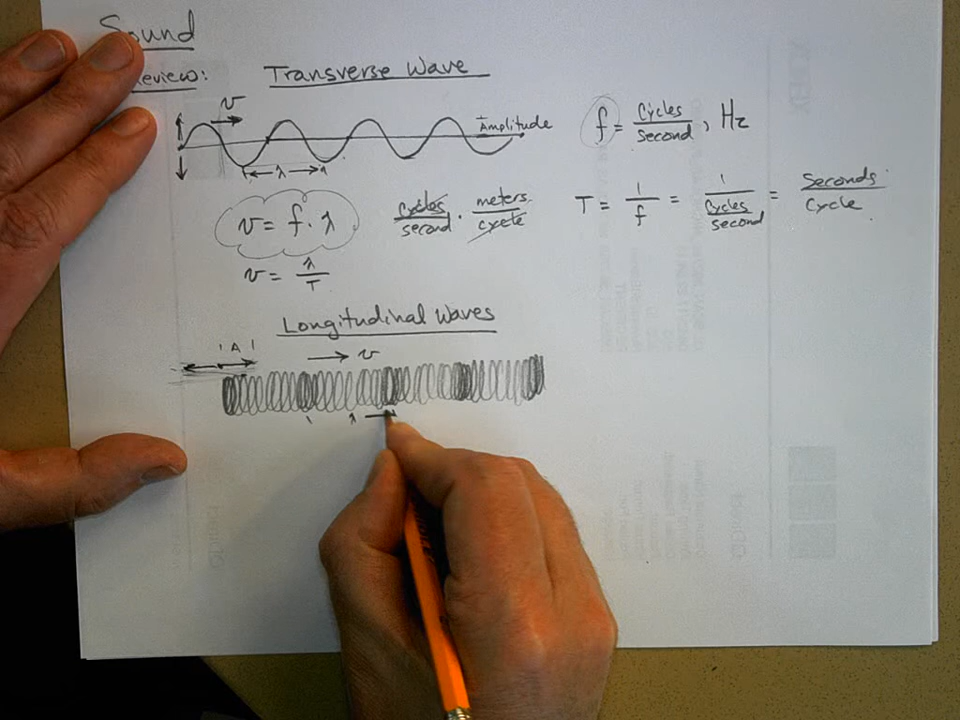 Sound
eview: Transverse Wave
v
Amplitude
λ
f = cycles/second, Hz
v = f · λ
cycles/second · meters/cycle
T = 1/f = 1/cycles/second = Seconds/cycle
v = λ/T
Longitudinal Waves
A
v
λ